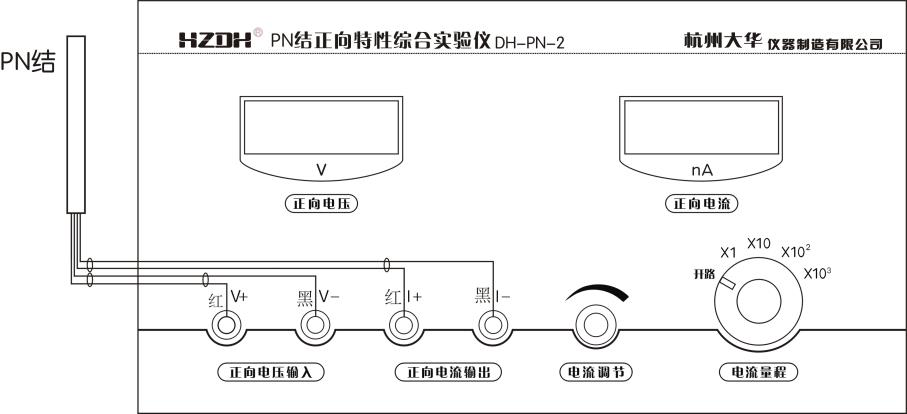 HZDH® PN结正向特性综合实验仪 DH-PN-2
杭州大华 仪器制造有限公司
PN结
V
nA
正向电压
正向电流
开路
X1
X10
X10²
X10³
红 V+
黑 V-
红 I+
黑 I-
正向电压输入
正向电流输出
电流调节
电流量程